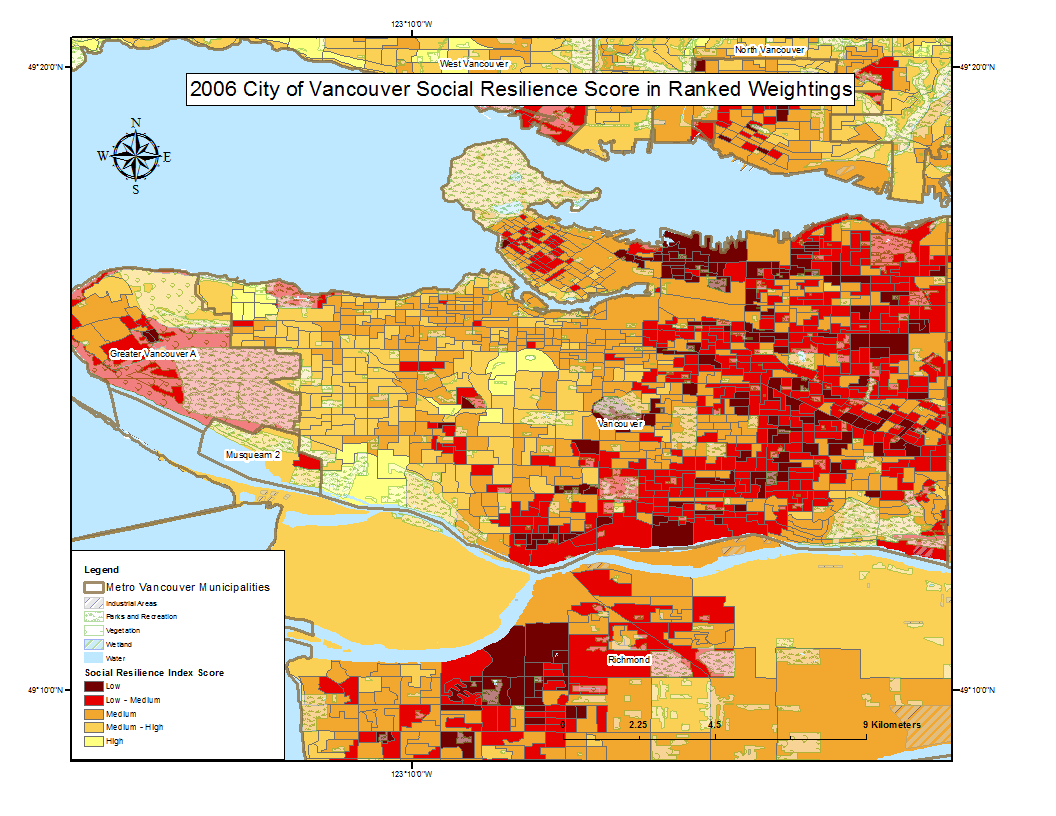 123°10'0"W
North Vancouver
West Vancouver
49°20'0"N
49°20'0"N
2006 City of Vancouver Social Resilience Score in Ranked Weightings
N
W
E
S
Greater Vancouver A
Vancouver
Musqueam 2
Legend
Metro Vancouver Municipalities
Industrial Areas
Parks and Recreation
Vegetation
Wetland
Water
Social Resilience Index Score
Low
Low - Medium
Medium
Medium - High
High
Richmond
49°10'0"N
49°10'0"N
0 2.25 4.5 9 Kilometers
123°10'0"W